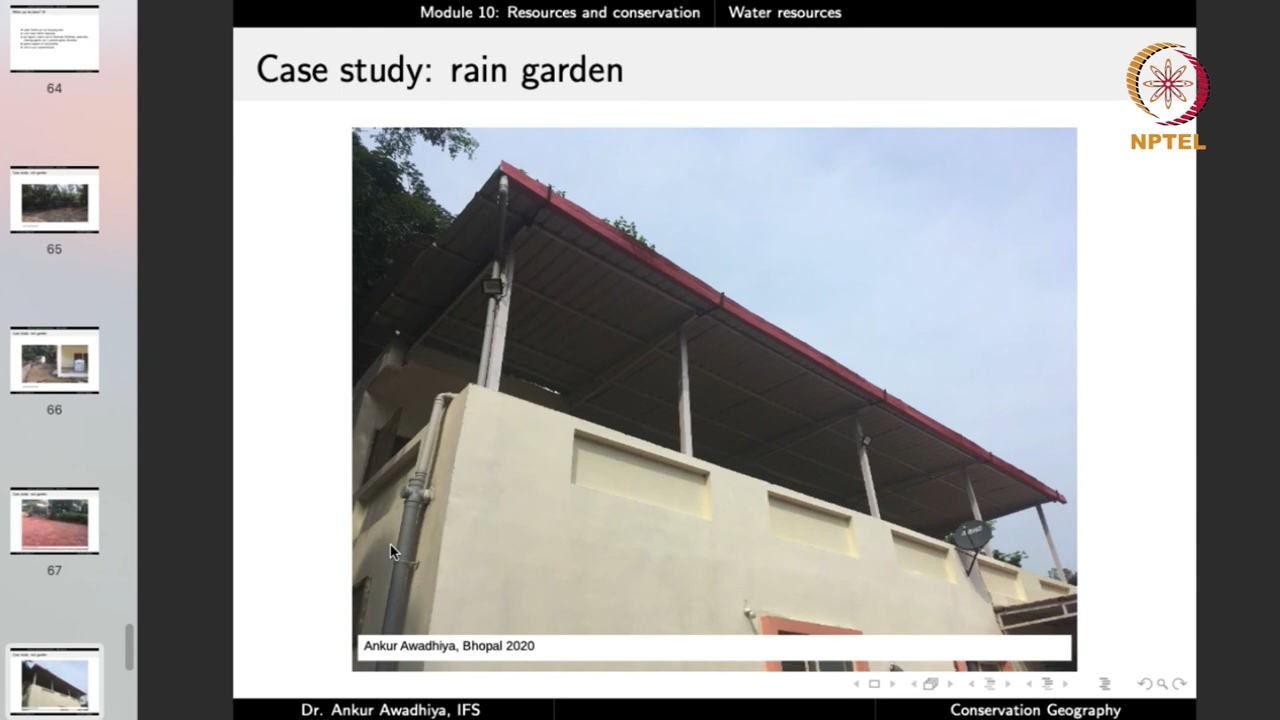 Module 10: Resources and conservation Water resources
Case study: rain garden
NPTEL
64
65
66
67
Ankur Awadhiya, Bhopal 2020
Dr. Ankur Awadhiya, IFS Conservation Geography